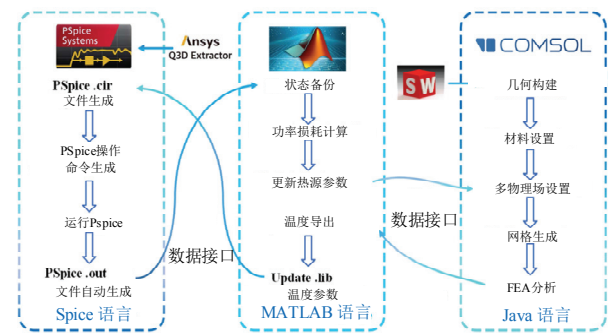 PSpice
Systems
Ansys
Q3D Extractor
PSpice .cir
文件生成
PSpice操作
命令生成
运行Pspice
PSpice .out
文件自动生成
Spice 语言
数据接口
状态备份
功率损耗计算
更新热源参数
温度导出
Update .lib
温度参数
MATLAB 语言
数据接口
SW
COMSOL
几何构建
材料设置
多物理场设置
网格生成
FEA分析
Java 语言